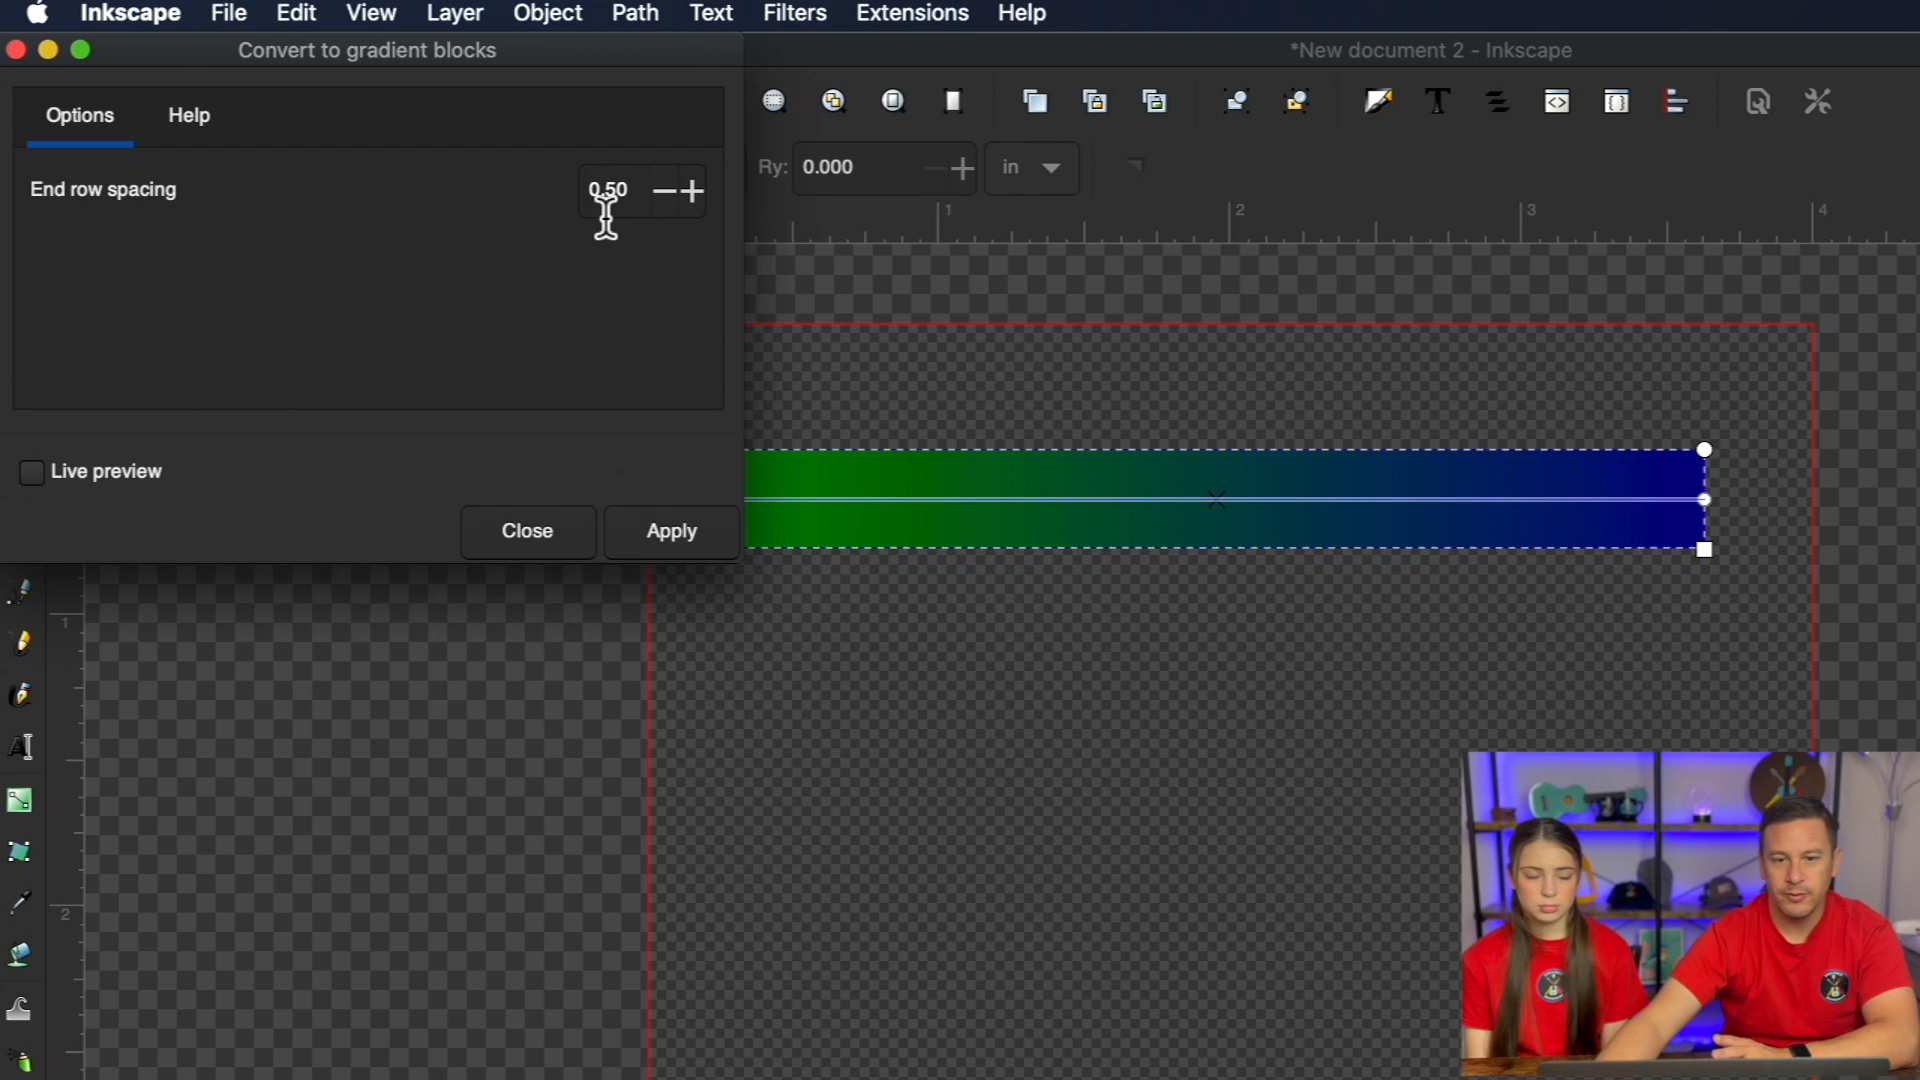 Inkscape File Edit View Layer Object Path Text Filters Extensions Help
Convert to gradient blocks
*New document 2 - Inkscape
Options Help
Ry: 0.000 in
End row spacing 0.50
1 2 3 4
Live preview
Close Apply
1
2